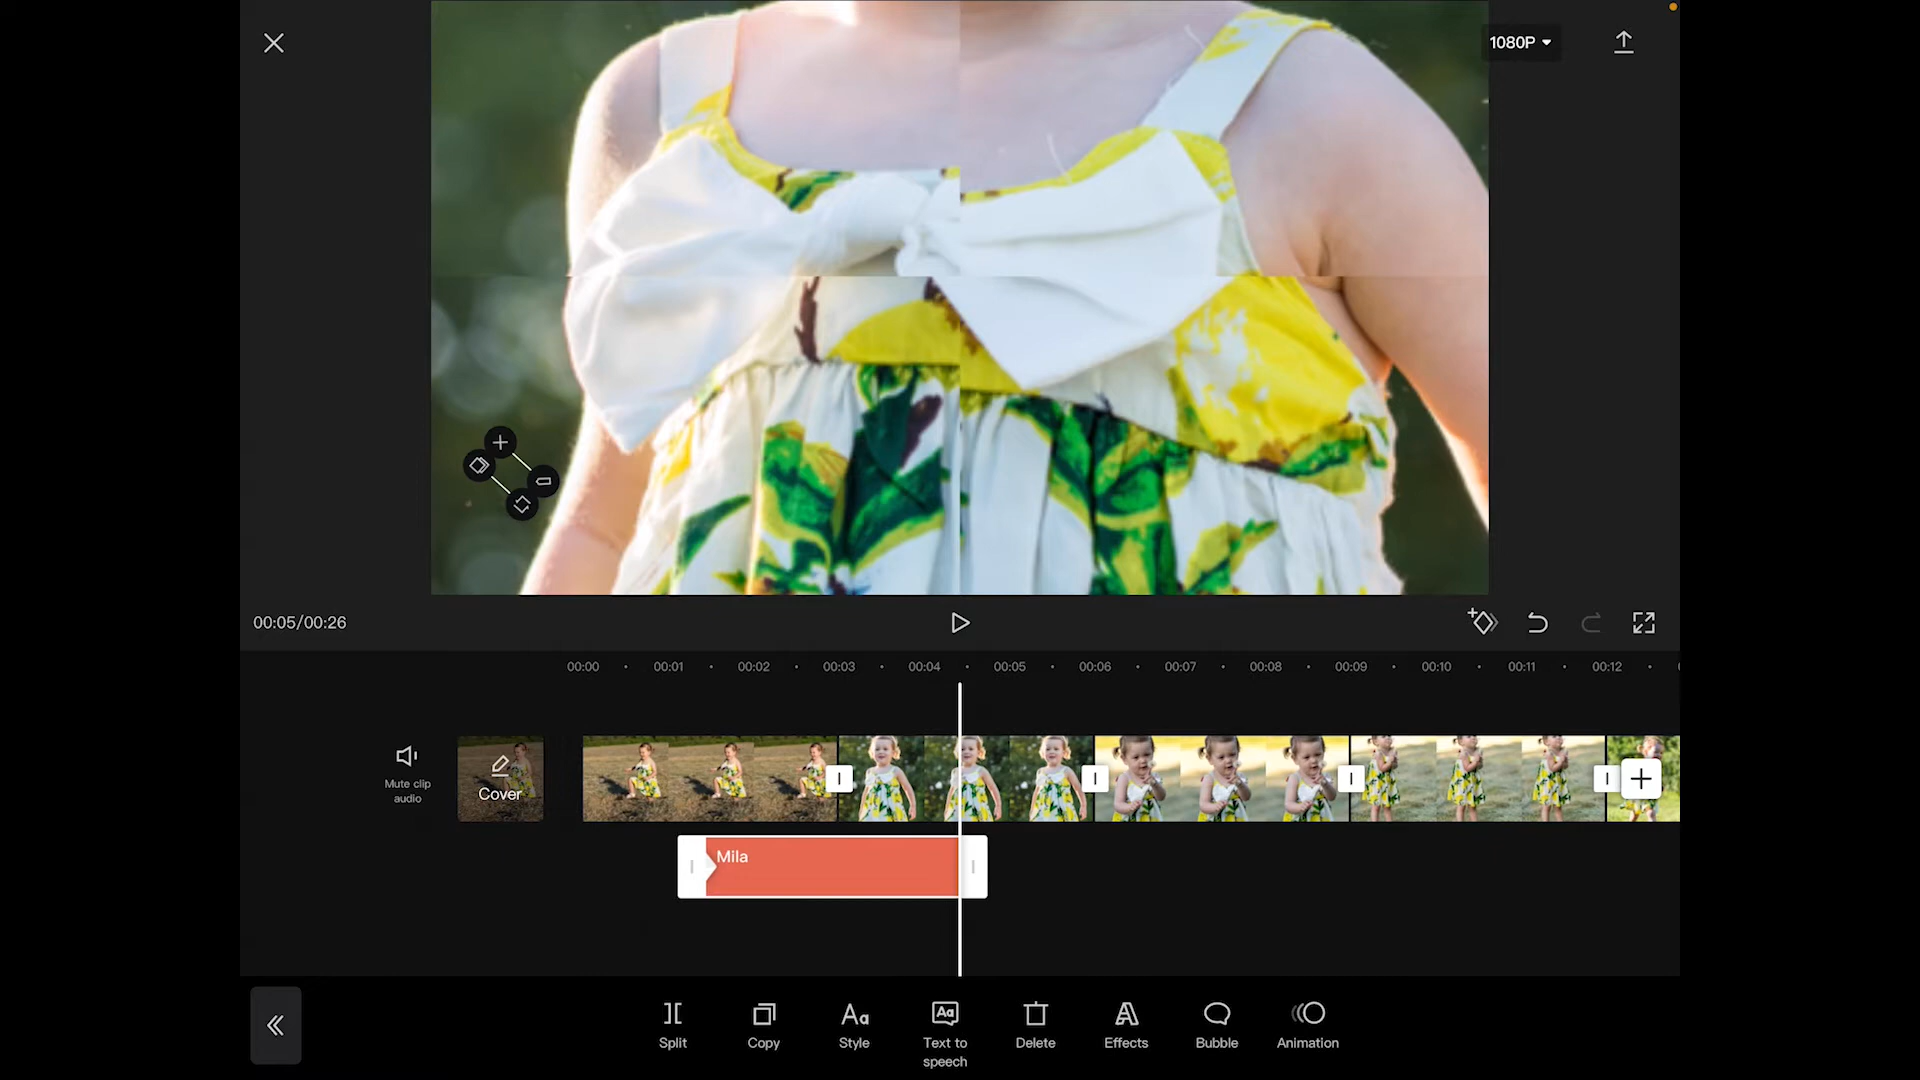 1080P
00:05/00:26
00:00 00:01 00:02 00:03 00:04 00:05 00:06 00:07 00:08 00:09 00:10 00:11 00:12
Mute clip
audio
Cover
Mila
Split
Copy
Aa
Style
Aa
Text to
speech
Delete
Effects
Bubble
Animation